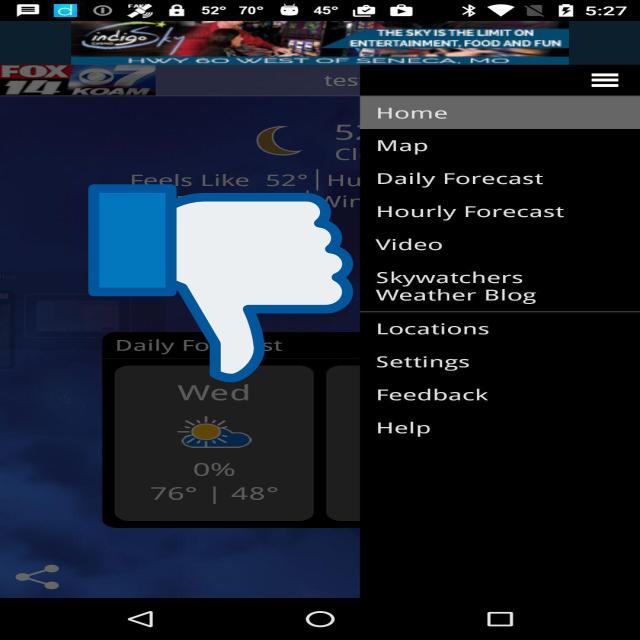 52° 70° 45° 5:27
indigo Sky
THE SKY IS THE LIMIT ON
ENTERTAINMENT, FOOD AND FUN
HWY 60 WEST OF SENECA, MO
FOX 14 7 KOAM
tes
Home
Map
Daily Forecast
Hourly Forecast
Video
Skywatchers
Weather Blog
Locations
Settings
Feedback
Help
52
Cl
Feels Like 52° Hu
Win
Daily Fo st
Wed
0%
76° | 48°